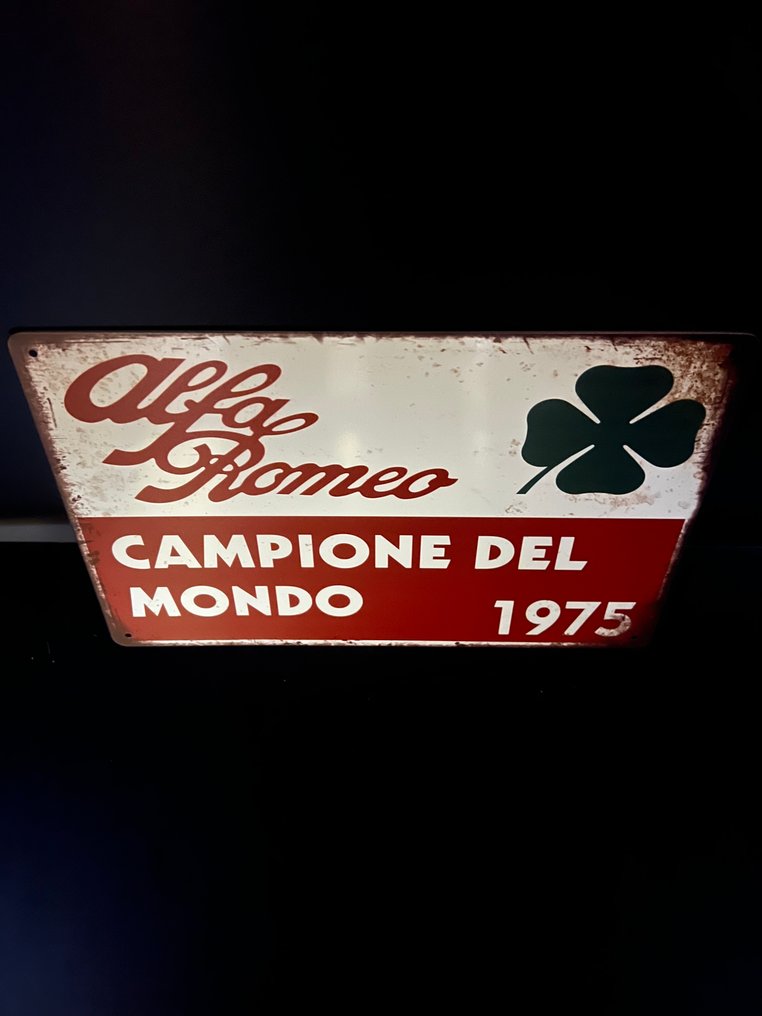 Alfa
Romeo
CAMPIONE DEL
MONDO
1975